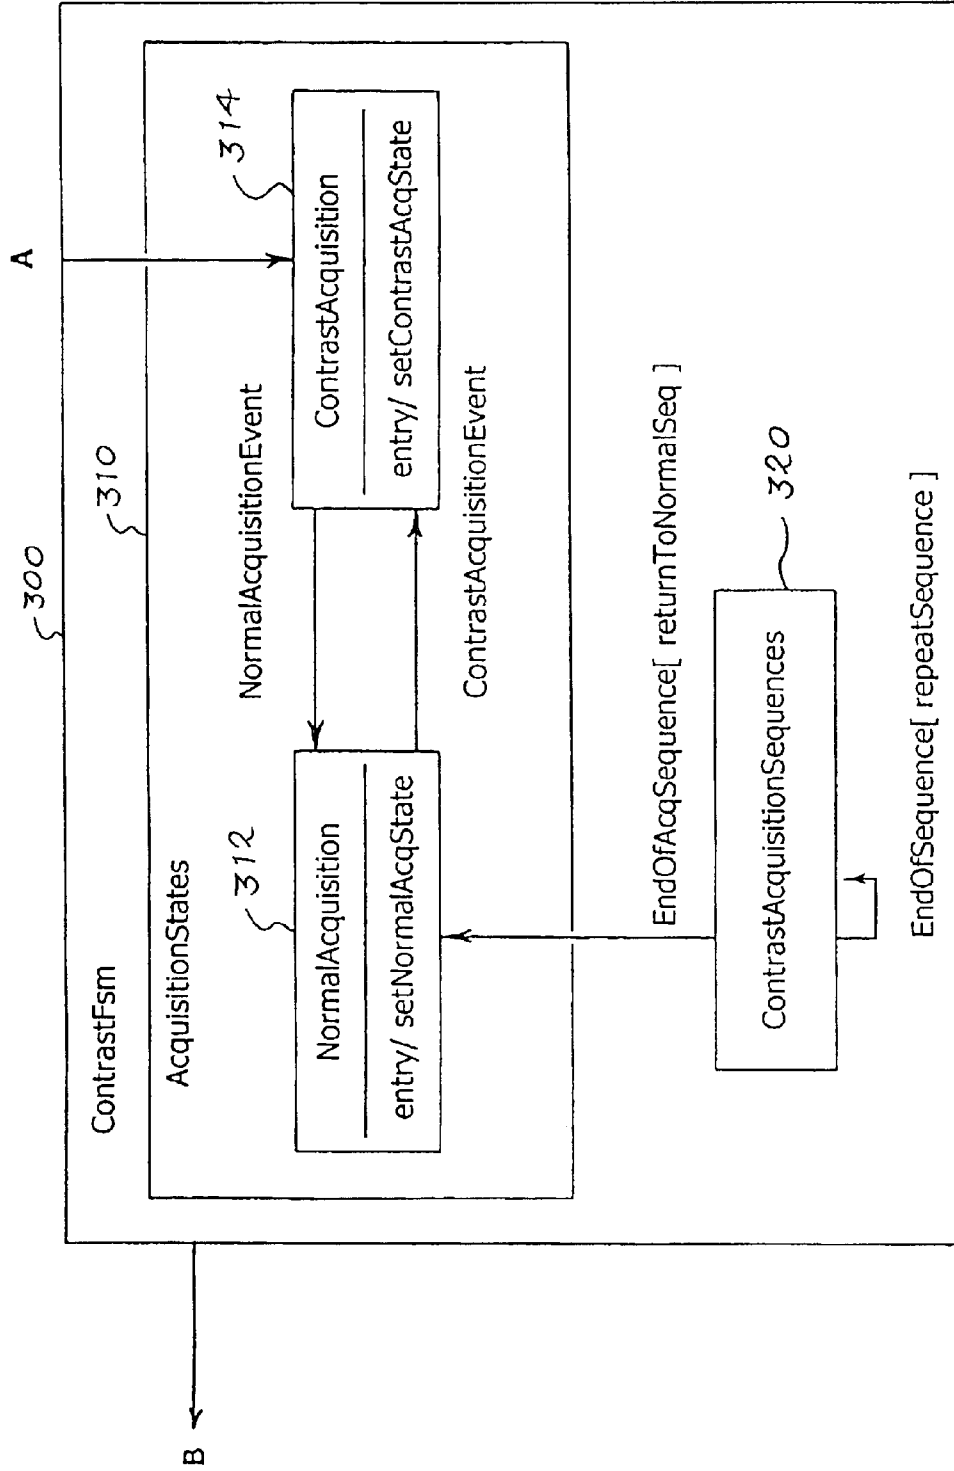 A
300
ContrastFsm
310
AcquisitionStates
312
NormalAcquisition
entry/ setNormalAcqState
NormalAcquisitionEvent
ContrastAcquisitionEvent
314
ContrastAcquisition
entry/ setContrastAcqState
B
EndOfAcqSequence[ returnToNormalSeq ]
ContrastAcquisitionSequences
320
EndOfSequence[ repeatSequence ]